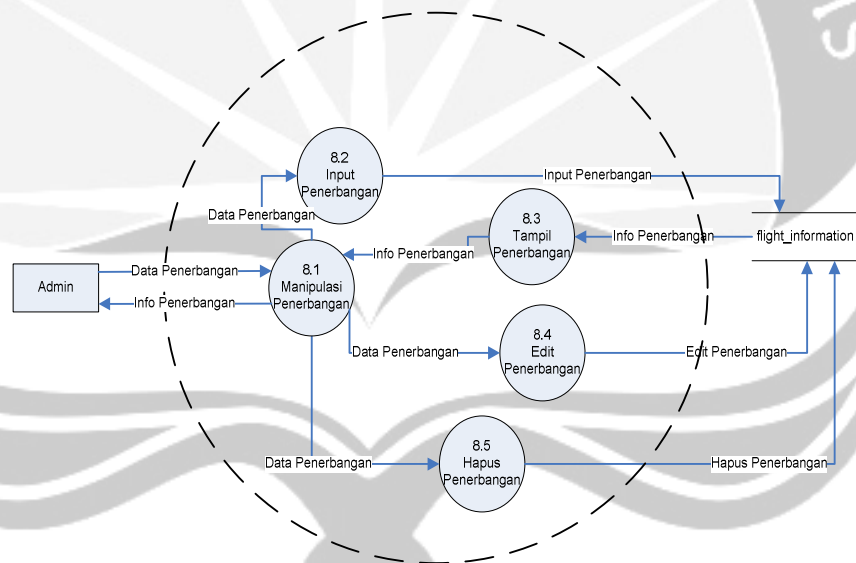 8.2
Input
Penerbangan
Input Penerbangan
Data Penerbangan
8.3
Tampil
Penerbangan
Info Penerbangan
flight_information
Info Penerbangan
8.1
Manipulasi
Penerbangan
Data Penerbangan
Admin
Info Penerbangan
8.4
Edit
Penerbangan
Data Penerbangan
Edit Penerbangan
8.5
Hapus
Penerbangan
Data Penerbangan
Hapus Penerbangan